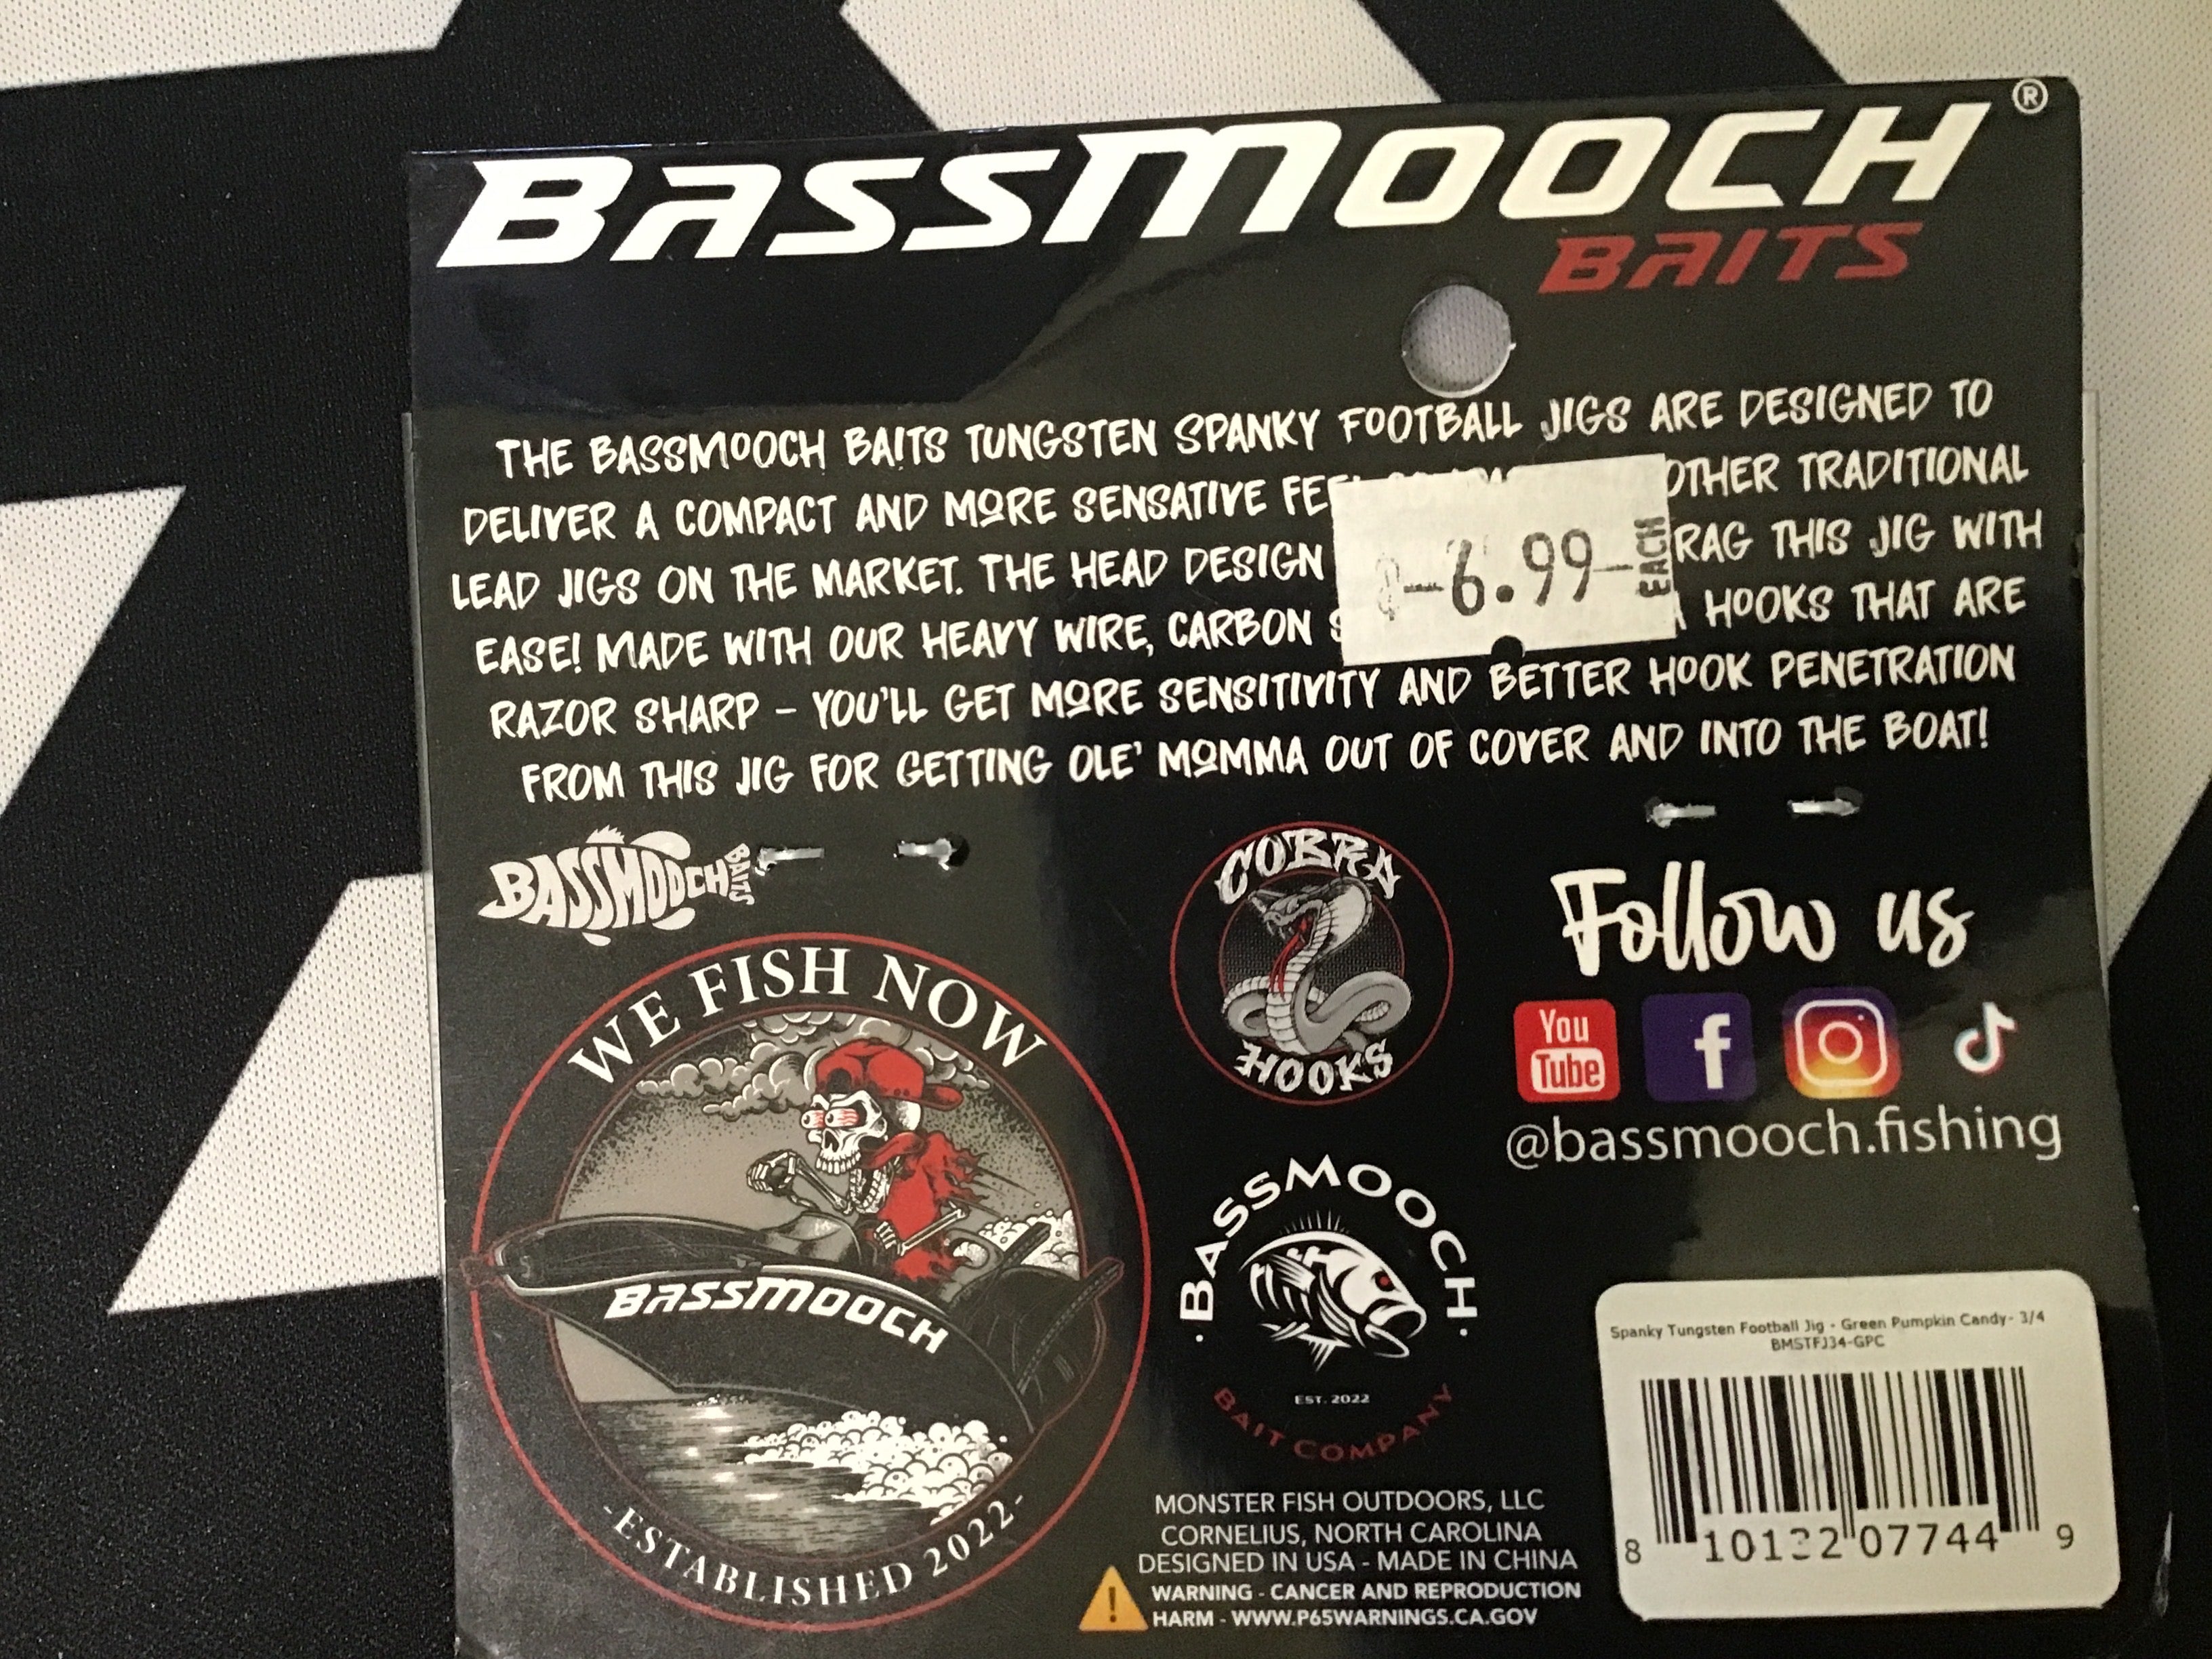 BASSMOOCH®
BAITS
THE BASSMOOCH BAITS TUNGSTEN SPANKY FOOTBALL JIGS ARE DESIGNED TO
DELIVER A COMPACT AND MORE SENSATIVE OTHER TRADITIONAL
LEAD JIGS ON THE MARKET. THE HEAD DESIGN THIS JIG WITH
EASE! MADE WITH OUR HEAVY WIRE, CARBON HOOKS THAT ARE
RAZOR SHARP – YOU'LL GET MORE SENSITIVITY AND BETTER HOOK PENETRATION
FROM THIS JIG FOR GETTING OLE' MOMMA OUT OF COVER AND INTO THE BOAT!
6.99
EACH
BASSMOOCH BAITS
WE FISH NOW
BASSMOOCH
-ESTABLISHED 2022-
COBRA
HOOKS
Follow us
You
Tube
f
@bassmooch.fishing
·BASSMOOCH·
EST. 2022
BAIT COMPANY
MONSTER FISH OUTDOORS, LLC
CORNELIUS, NORTH CAROLINA
DESIGNED IN USA - MADE IN CHINA
WARNING - CANCER AND REPRODUCTION
HARM - WWW.P65WARNINGS.CA.GOV
Spanky Tungsten Football Jig - Green Pumpkin Candy- 3/4
BMSTFJ34-GPC
8 07744 9